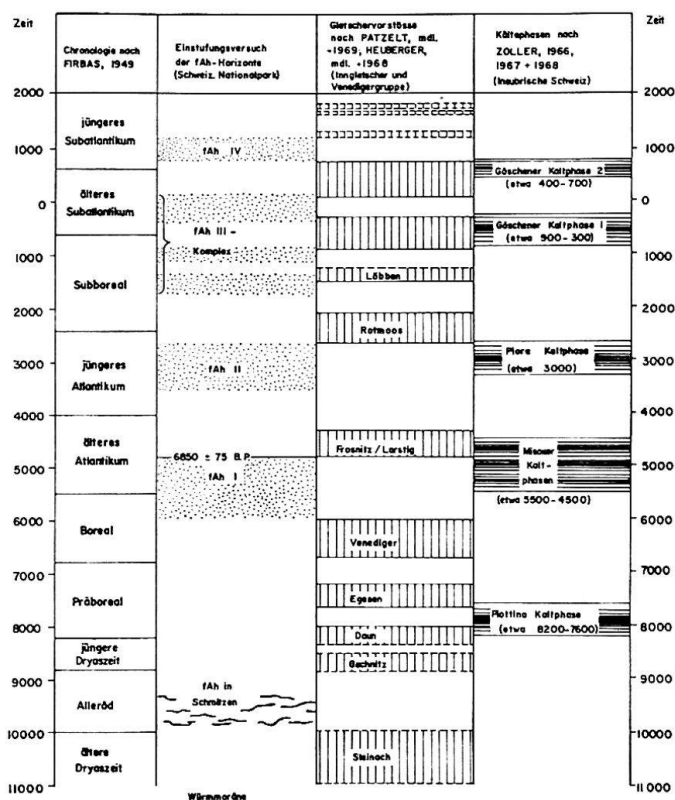 Zeit
Chronologie nach
FIRBAS, 1949
Einstufungsversuch
der fAh-Horizonte
(Schweiz. Nationalpark)
Gletschervorstösse
nach PATZELT, mdl.
+1969; HEUBERGER,
mdl. +1968
(Inngletscher und
Venedigergruppe)
Kältephasen nach
ZOLLER, 1966,
1967 + 1968
(Insubrische Schweiz)
Zeit
2000
1000
0
1000
2000
3000
4000
5000
6000
7000
8000
9000
10000
11000
jüngeres
Subatlantikum
älteres
Subatlantikum
Subboreal
jüngeres
Atlantikum
älteres
Atlantikum
Boreal
Präboreal
jüngere
Dryaszeit
Alleröd
ältere
Dryaszeit
fAh IV
fAh III -
Komplex
fAh II
6850 ± 75 B.P.
fAh I
fAh in
Schmitzen
Würmmoräne
Löbben
Rotmoos
Frosnitz / Larstig
Venediger
Egesen
Daun
Gschnitz
Steinach
Göschener Kaltphase 2
(etwa 400-700)
Göschener Kaltphase 1
(etwa 900-300)
Piora Kaltphase
(etwa 3000)
Misoxer
Kalt-
phasen
(etwa 5500-4500)
Piottino Kaltphase
(etwa 8200-7600)
2000
1000
0
1000
2000
3000
4000
5000
6000
7000
8000
9000
10000
11000